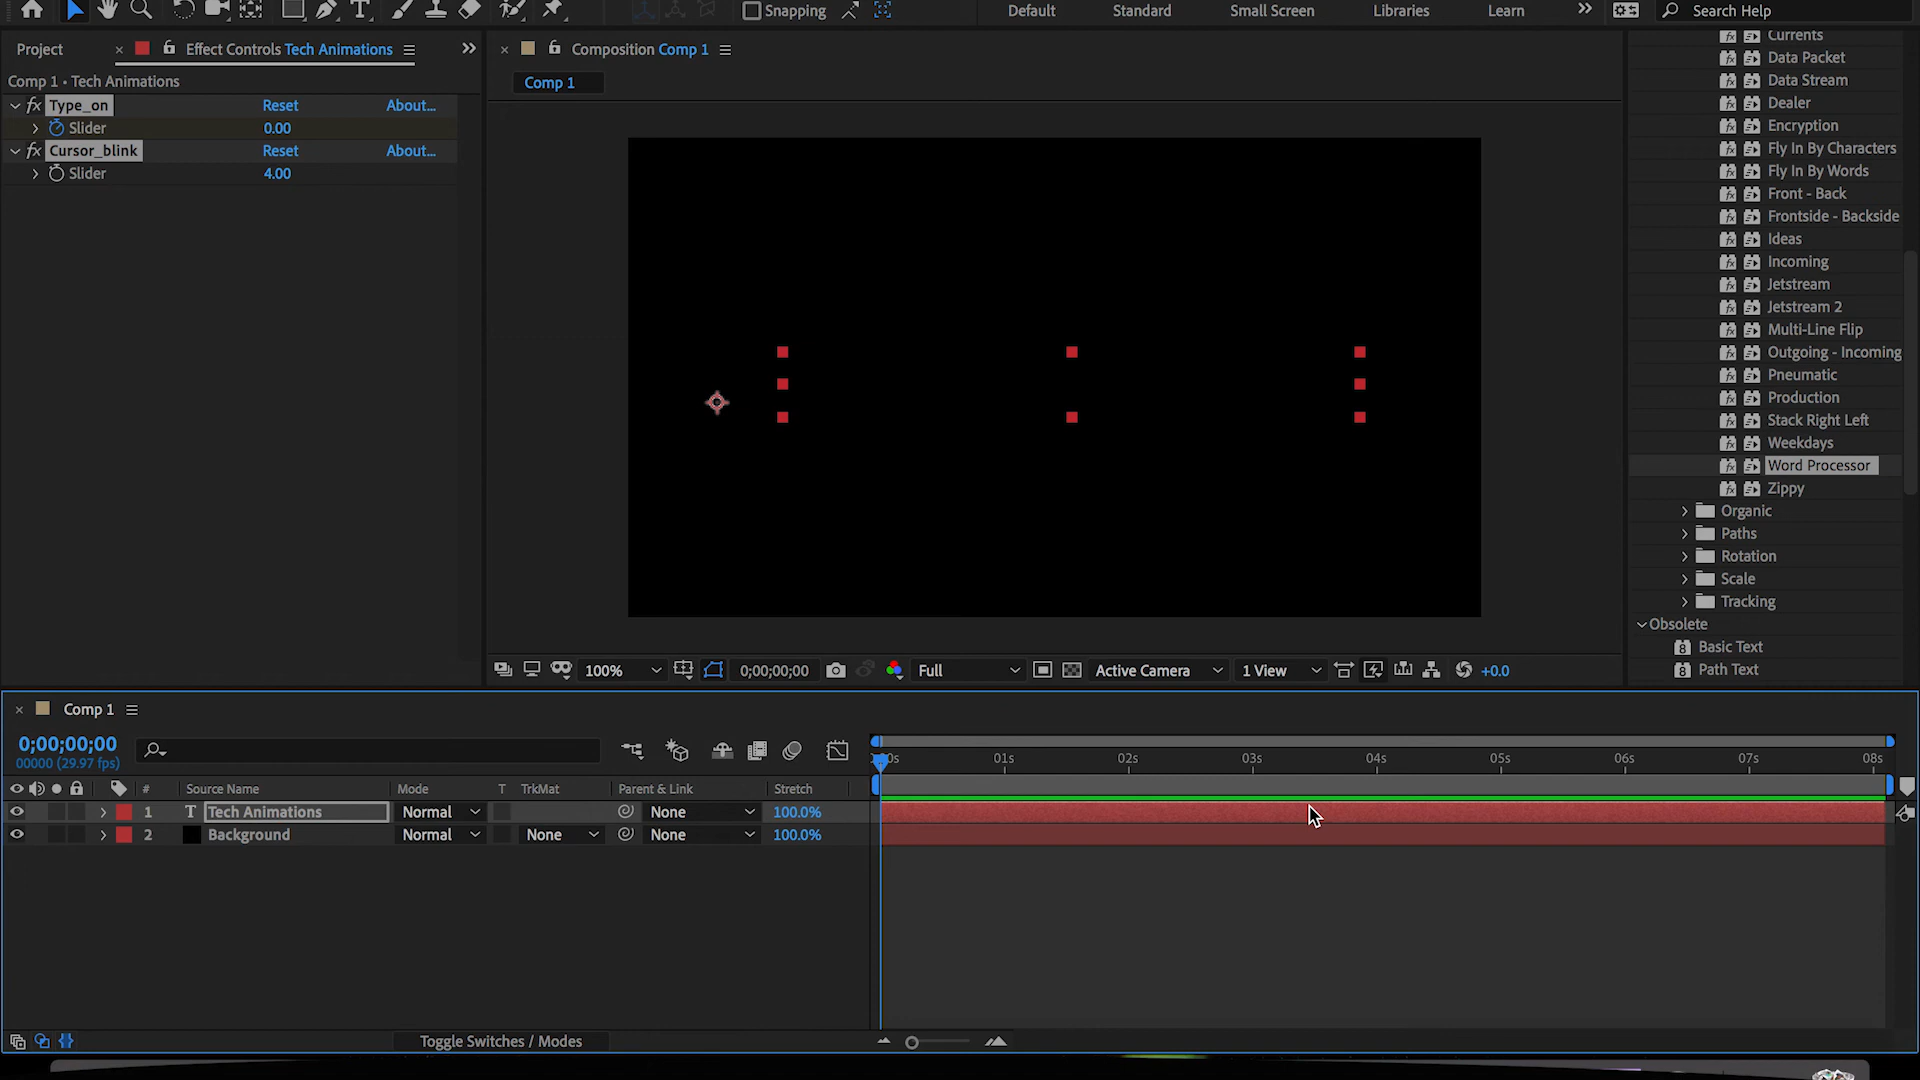 Snapping
Default
Standard
Small Screen
Libraries
Learn
Search Help
Project
Effect Controls Tech Animations
Comp 1 • Tech Animations
fx Type_on Reset About...
Slider 0.00
fx Cursor_blink Reset About...
Slider 4.00
Composition Comp 1
Comp 1
Currents
Data Packet
Data Stream
Dealer
Encryption
Fly In By Characters
Fly In By Words
Front - Back
Frontside - Backside
Ideas
Incoming
Jetstream
Jetstream 2
Multi-Line Flip
Outgoing - Incoming
Pneumatic
Production
Stack Right Left
Weekdays
Word Processor
Zippy
Organic
Paths
Rotation
Scale
Tracking
Obsolete
Basic Text
Path Text
100% 0;00;00;00 Full Active Camera 1 View +0.0
Comp 1
0;00;00;00
00000 (29.97 fps)
01s 02s 03s 04s 05s 06s 07s 08s
# Source Name Mode T TrkMat Parent & Link Stretch
1 T Tech Animations Normal None 100.0%
2 Background Normal None None 100.0%
Toggle Switches / Modes